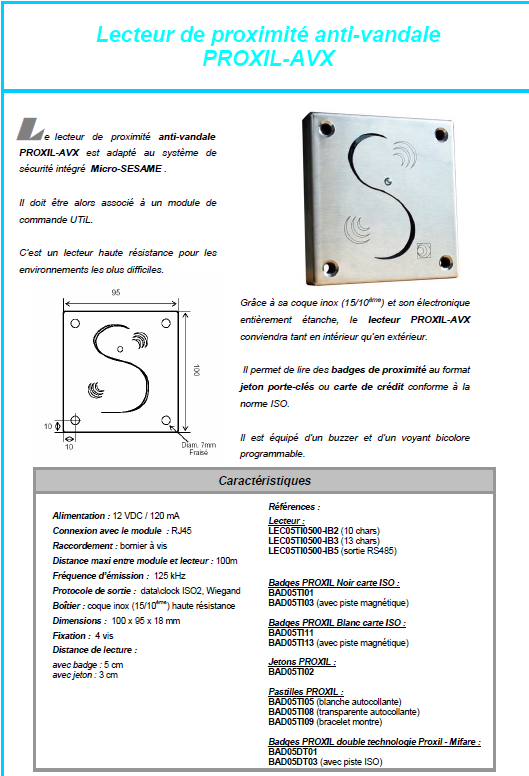 Lecteur de proximité anti-vandale
PROXIL-AVX
Le lecteur de proximité anti-vandale
PROXIL-AVX est adapté au système de
sécurité intégré Micro-SESAME .
Il doit être alors associé à un module de
commande UTiL.
C'est un lecteur haute résistance pour les
environnements les plus difficiles.
95
100
10
10
Diam. 7mm
Fraisé
Grâce à sa coque inox (15/10ème) et son électronique
entièrement étanche, le lecteur PROXIL-AVX
conviendra tant en intérieur qu'en extérieur.
Il permet de lire des badges de proximité au format
jeton porte-clés ou carte de crédit conforme à la
norme ISO.
Il est équipé d'un buzzer et d'un voyant bicolore
programmable.
Caractéristiques
Alimentation : 12 VDC / 120 mA
Connexion avec le module : RJ45
Raccordement : bornier à vis
Distance maxi entre module et lecteur : 100m
Fréquence d'émission : 125 kHz
Protocole de sortie : data\clock ISO2, Wiegand
Boîtier : coque inox (15/10ème) haute résistance
Dimensions : 100 x 95 x 18 mm
Fixation : 4 vis
Distance de lecture :
avec badge : 5 cm
avec jeton : 3 cm
Références :
Lecteur :
LEC05TI0500-IB2 (10 chars)
LEC05TI0500-IB3 (13 chars)
LEC05TI0500-IB5 (sortie RS485)
Badges PROXIL Noir carte ISO :
BAD05TI01
BAD05TI03 (avec piste magnétique)
Badges PROXIL Blanc carte ISO :
BAD05TI11
BAD05TI13 (avec piste magnétique)
Jetons PROXIL :
BAD05TI02
Pastilles PROXIL :
BAD05TI05 (blanche autocollante)
BAD05TI08 (transparente autocollante)
BAD05TI09 (bracelet montre)
Badges PROXIL double technologie Proxil - Mifare :
BAD05DT01
BAD05DT03 (avec piste ISO)